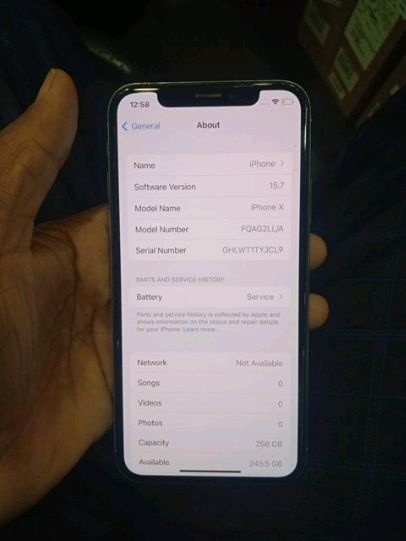 12:58
General
About
Name iPhone
Software Version 15.7
Model Name iPhone X
Model Number FQAG2LL/A
Serial Number GHLWT1TYJCL9
PARTS AND SERVICE HISTORY
Battery Service
Parts and service history is collected by Apple and
shows information on the status and repair details
for your iPhone. Learn more...
Network Not Available
Songs 0
Videos 0
Photos 0
Capacity 256 GB
Available 245.5 GB